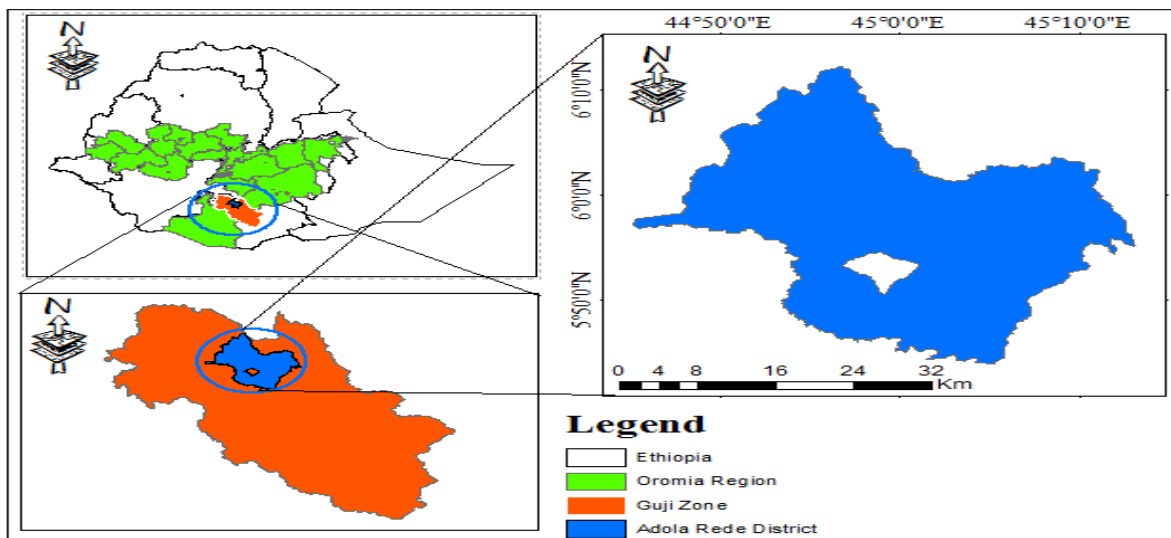 N
44°50'0"E 45°0'0"E 45°10'0"E
N
6°10'0"N
6°0'0"N
5°50'0"N
0 4 8 16 24 32
Km
N
Legend
Ethiopia
Oromia Region
Guji Zone
Adola Rede District